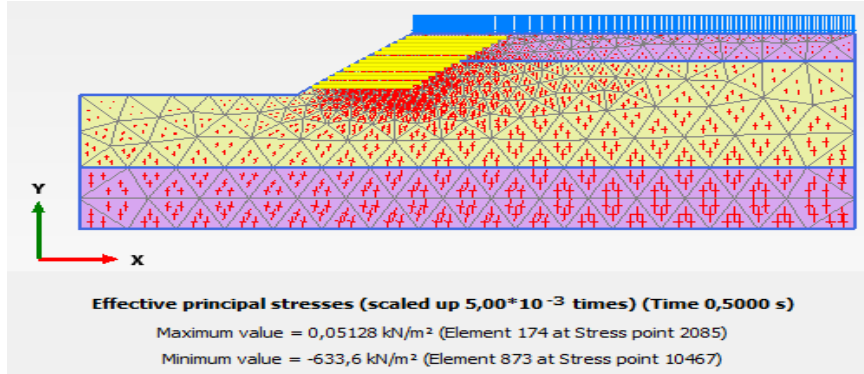 Y
X
Effective principal stresses (scaled up 5,00*10 -3 times) (Time 0,5000 s)
Maximum value = 0,05128 kN/m² (Element 174 at Stress point 2085)
Minimum value = -633,6 kN/m² (Element 873 at Stress point 10467)